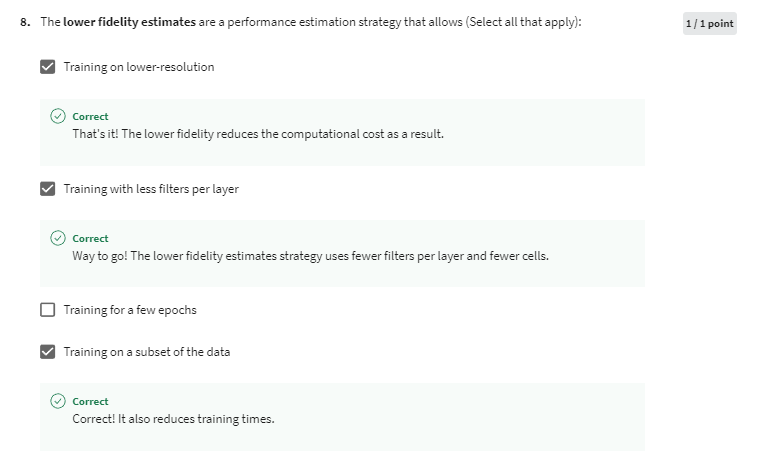 8. The lower fidelity estimates are a performance estimation strategy that allows (Select all that apply):
1 / 1 point
Training on lower-resolution
Correct
That's it! The lower fidelity reduces the computational cost as a result.
Training with less filters per layer
Correct
Way to go! The lower fidelity estimates strategy uses fewer filters per layer and fewer cells.
Training for a few epochs
Training on a subset of the data
Correct
Correct! It also reduces training times.